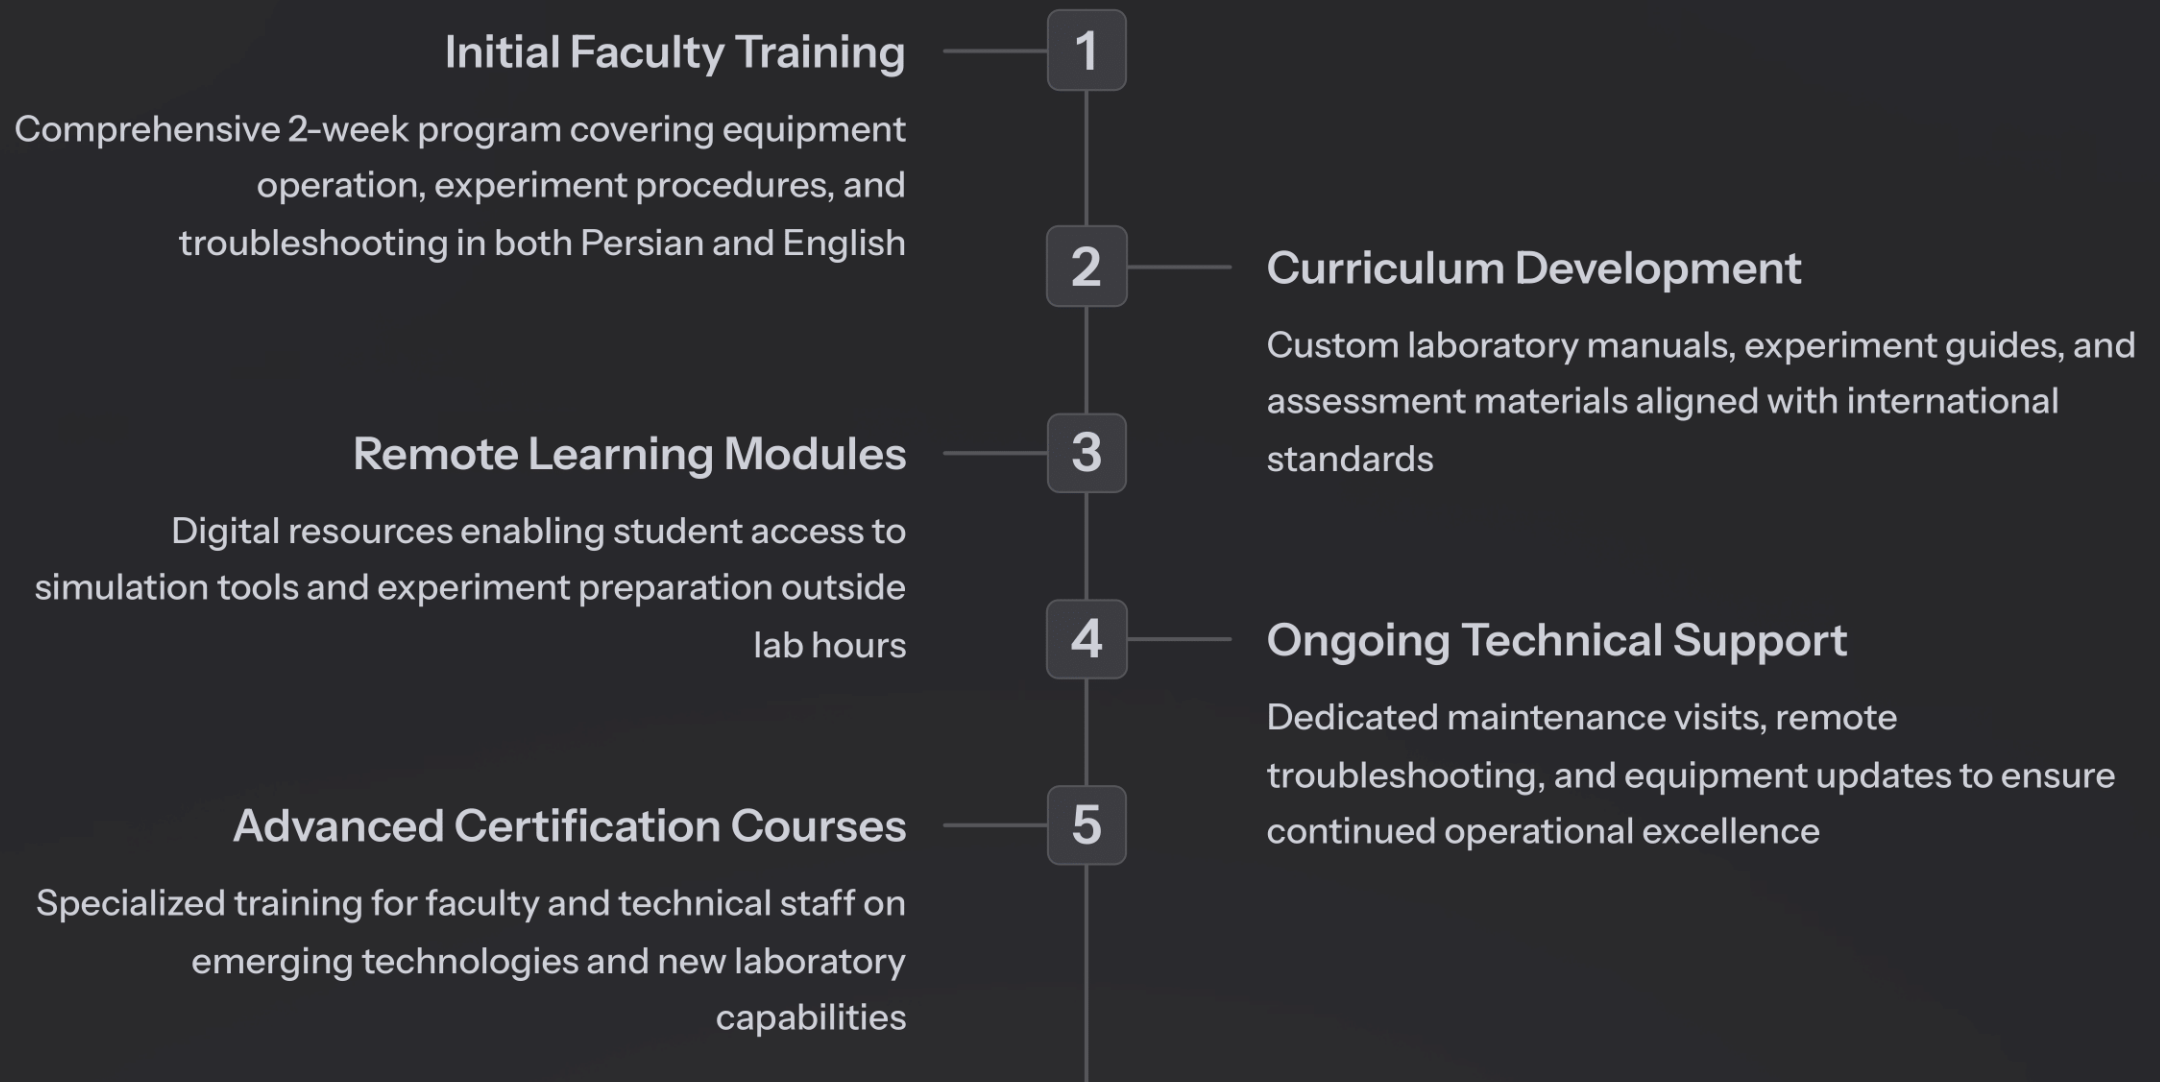 1
Initial Faculty Training
Comprehensive 2-week program covering equipment
operation, experiment procedures, and
troubleshooting in both Persian and English
2
Curriculum Development
Custom laboratory manuals, experiment guides, and
assessment materials aligned with international
standards
3
Remote Learning Modules
Digital resources enabling student access to
simulation tools and experiment preparation outside
lab hours
4
Ongoing Technical Support
Dedicated maintenance visits, remote
troubleshooting, and equipment updates to ensure
continued operational excellence
5
Advanced Certification Courses
Specialized training for faculty and technical staff on
emerging technologies and new laboratory
capabilities